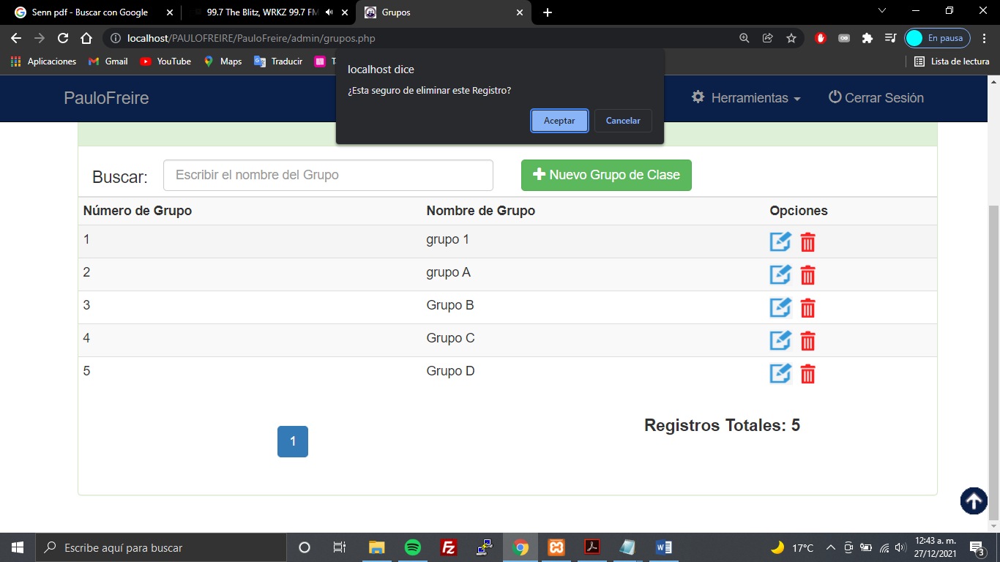 Senn pdf - Buscar con Google
99.7 The Blitz, WRKZ 99.7 FM
Grupos
localhost/PAULOFREIRE/PauloFreire/admin/grupos.php
En pausa
Aplicaciones
Gmail
YouTube
Maps
Traducir
Lista de lectura
localhost dice
¿Esta seguro de eliminar este Registro?
Aceptar
Cancelar
PauloFreire
Herramientas
Cerrar Sesión
Buscar:
Escribir el nombre del Grupo
Nuevo Grupo de Clase
Número de Grupo Nombre de Grupo Opciones
1 grupo 1
2 grupo A
3 Grupo B
4 Grupo C
5 Grupo D
Registros Totales: 5
1
Escribe aquí para buscar
17°C
12:43 a. m.
27/12/2021
3